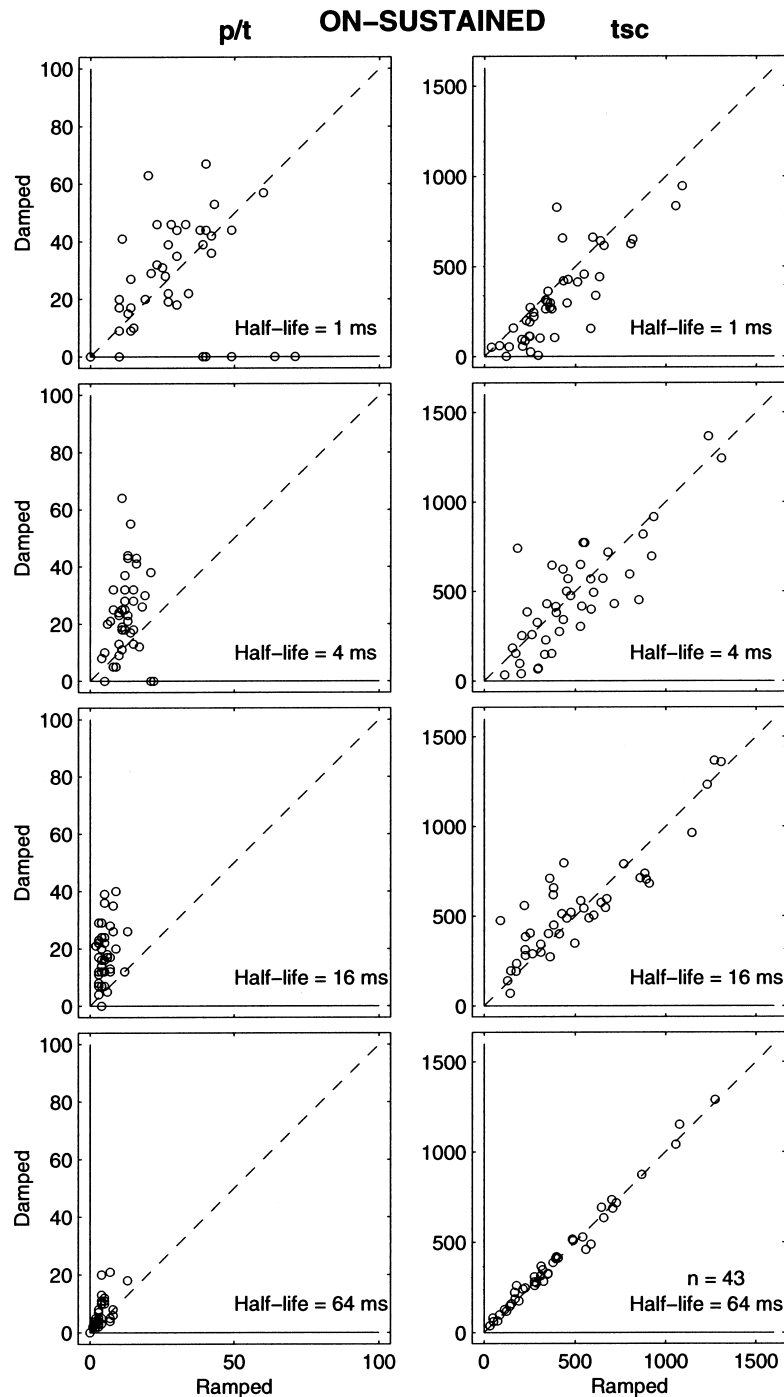 ON−SUSTAINED
p/t
tsc
100
80
60
40
20
0
Damped
Half−life = 1 ms
1500
1000
500
0
Half−life = 1 ms
100
80
60
40
20
0
Damped
Half−life = 4 ms
1500
1000
500
0
Half−life = 4 ms
100
80
60
40
20
0
Damped
Half−life = 16 ms
1500
1000
500
0
Half−life = 16 ms
100
80
60
40
20
0
Damped
Half−life = 64 ms
0 50 100
Ramped
1500
1000
500
0
n = 43
Half−life = 64 ms
0 500 1000 1500
Ramped